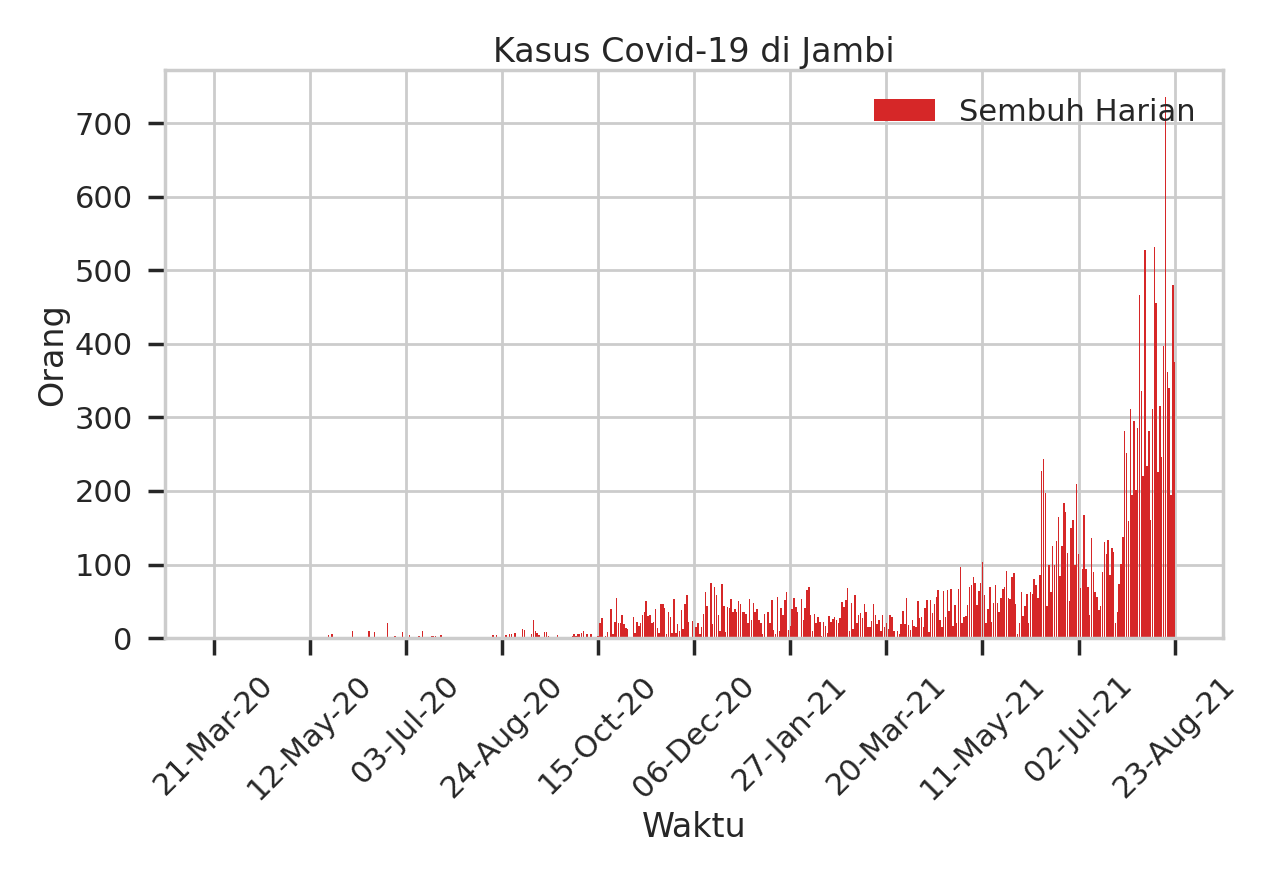 Kasus Covid-19 di Jambi
Sembuh Harian
700
600
500
400
300
200
100
0
Orang
21-Mar-20
12-May-20
03-Jul-20
24-Aug-20
15-Oct-20
06-Dec-20
27-Jan-21
20-Mar-21
11-May-21
02-Jul-21
23-Aug-21
Waktu